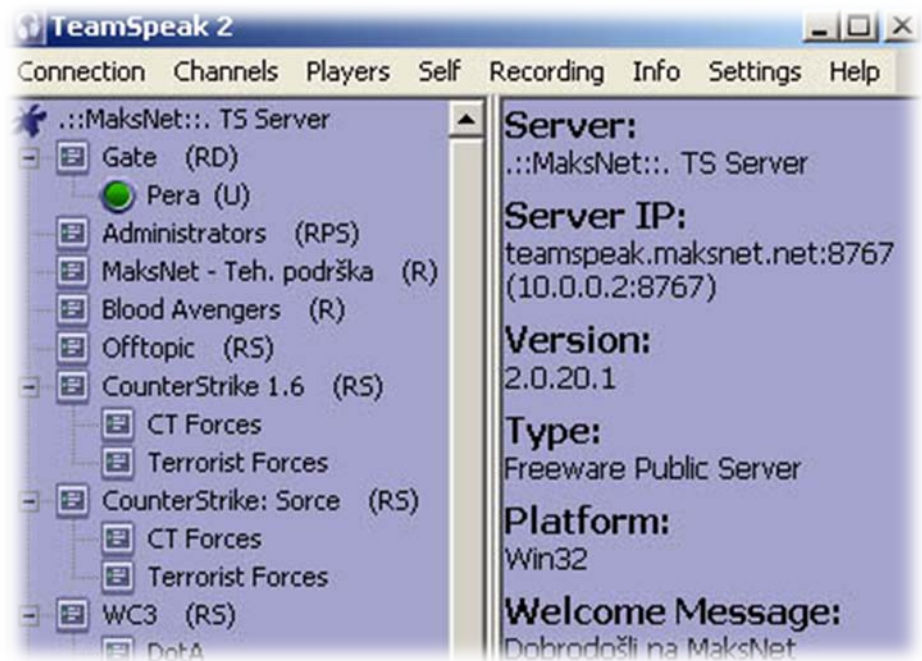 TeamSpeak 2
Connection Channels Players Self Recording Info Settings Help
.::MaksNet::. TS Server
Gate (RD)
Pera (U)
Administrators (RPS)
MaksNet - Teh. podrška (R)
Blood Avengers (R)
Offtopic (RS)
CounterStrike 1.6 (RS)
CT Forces
Terrorist Forces
CounterStrike: Sorce (RS)
CT Forces
Terrorist Forces
WC3 (RS)
DotA
Server:
.::MaksNet::. TS Server
Server IP:
teamspeak.maksnet.net:8767
(10.0.0.2:8767)
Version:
2.0.20.1
Type:
Freeware Public Server
Platform:
Win32
Welcome Message:
Dobrodošli na MaksNet